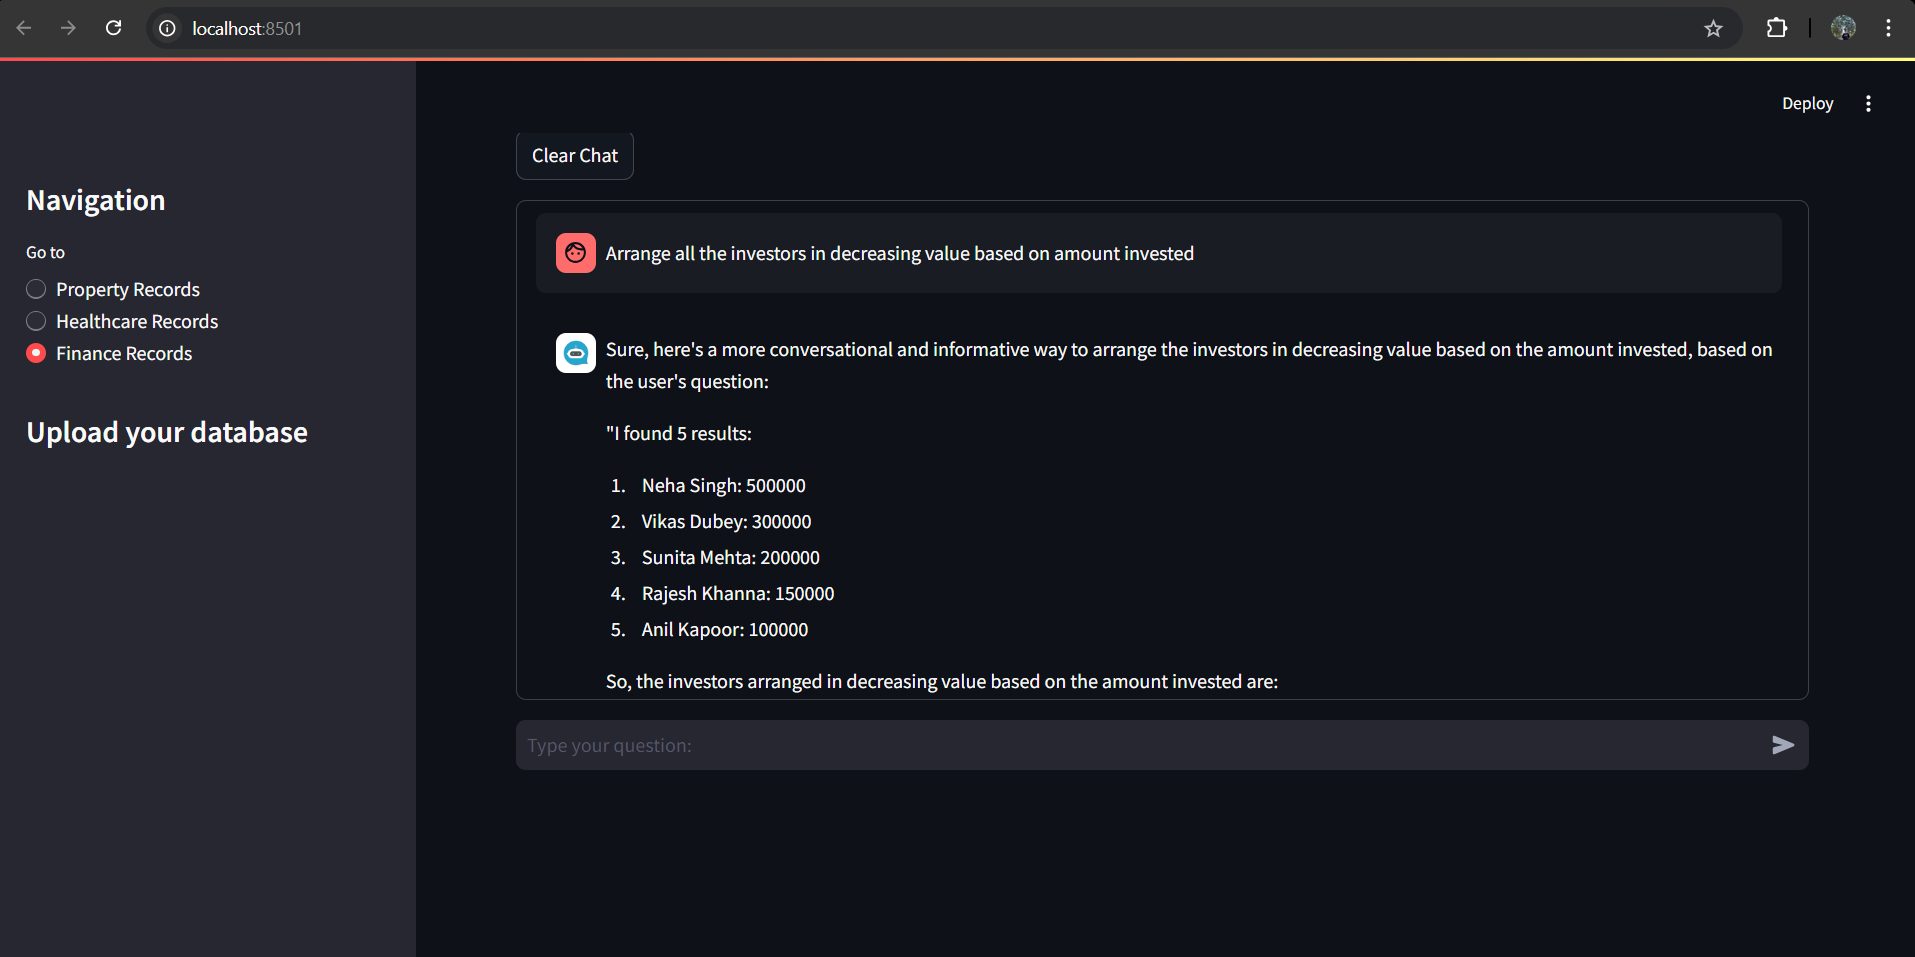 localhost:8501
Deploy
Navigation
Go to
Property Records
Healthcare Records
Finance Records
Upload your database
Clear Chat
Arrange all the investors in decreasing value based on amount invested
Sure, here's a more conversational and informative way to arrange the investors in decreasing value based on the amount invested, based on
the user's question:
"I found 5 results:
1. Neha Singh: 500000
2. Vikas Dubey: 300000
3. Sunita Mehta: 200000
4. Rajesh Khanna: 150000
5. Anil Kapoor: 100000
So, the investors arranged in decreasing value based on the amount invested are:
Type your question: